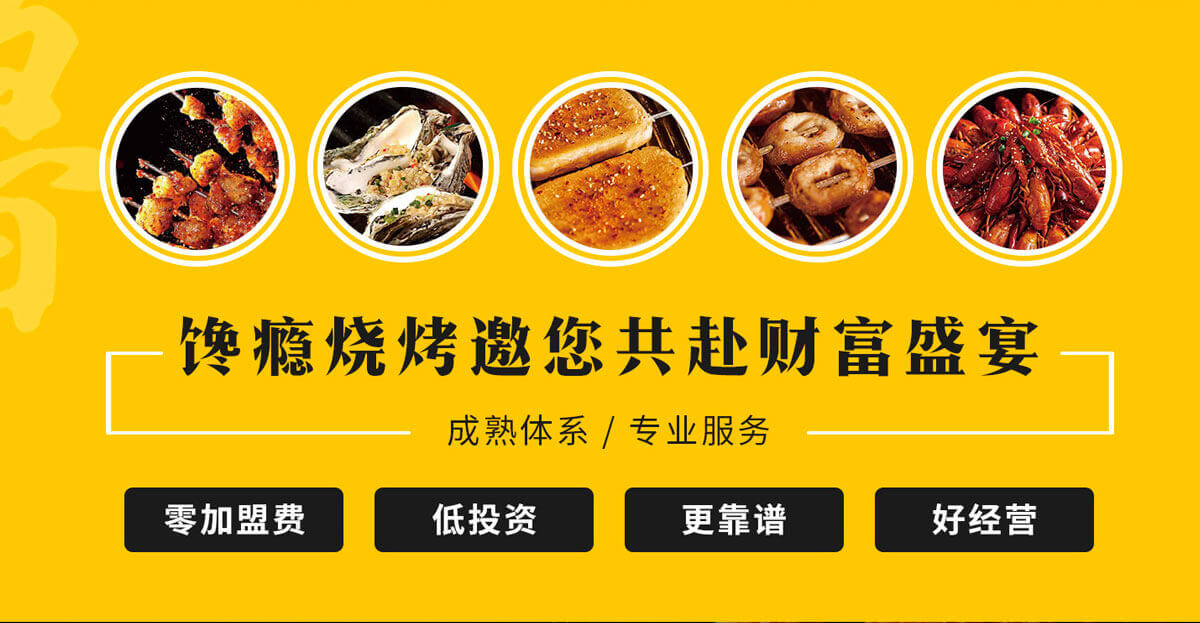 馋瘾烧烤邀您共赴财富盛宴
成熟体系 / 专业服务
零加盟费
低投资
更靠谱
好经营